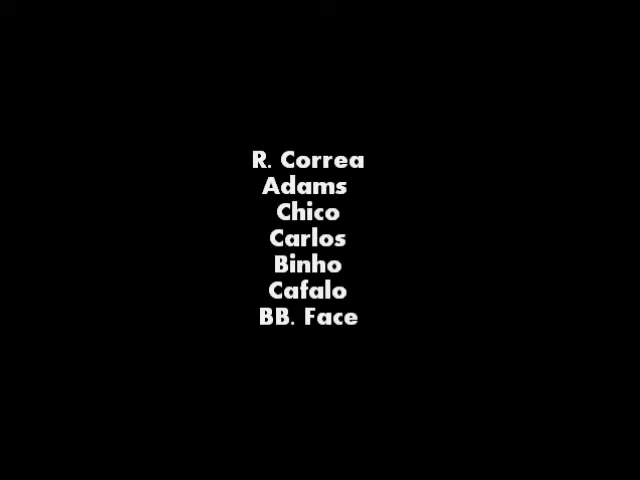 R. Correa
Adams
Chico
Carlos
Binho
Cafalo
BB. Face